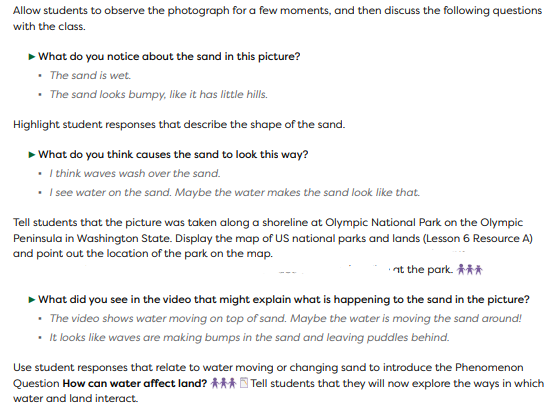 Allow students to observe the photograph for a few moments, and then discuss the following questions
with the class.
▶ What do you notice about the sand in this picture?
• The sand is wet.
• The sand looks bumpy, like it has little hills.
Highlight student responses that describe the shape of the sand.
▶ What do you think causes the sand to look this way?
• I think waves wash over the sand.
• I see water on the sand. Maybe the water makes the sand look like that.
Tell students that the picture was taken along a shoreline at Olympic National Park on the Olympic
Peninsula in Washington State. Display the map of US national parks and lands (Lesson 6 Resource A)
and point out the location of the park on the map.
at the park.
▶ What did you see in the video that might explain what is happening to the sand in the picture?
• The video shows water moving on top of sand. Maybe the water is moving the sand around!
• It looks like waves are making bumps in the sand and leaving puddles behind.
Use student responses that relate to water moving or changing sand to introduce the Phenomenon
Question How can water affect land? Tell students that they will now explore the ways in which
water and land interact.